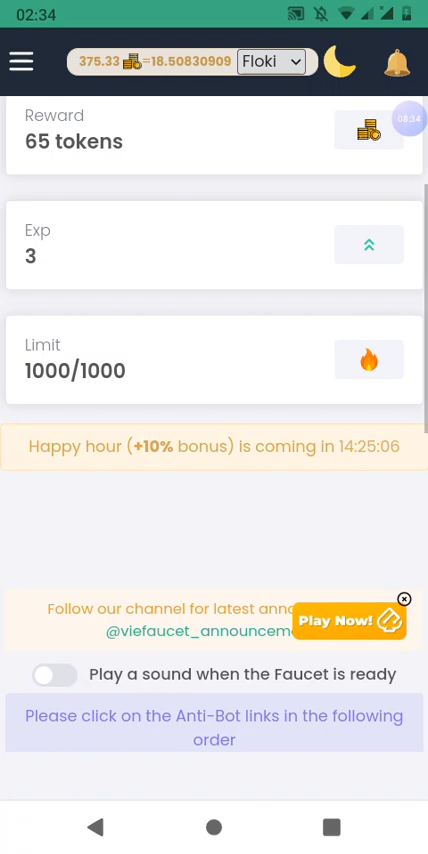 02:34
375.33 =18.50830909 Floki
Reward
65 tokens
08:34
Exp
3
Limit
1000/1000
Happy hour (+10% bonus) is coming in 14:25:06
Follow our channel for latest
@viefaucet_announcem
Play Now!
Play a sound when the Faucet is ready
Please click on the Anti-Bot links in the following
order